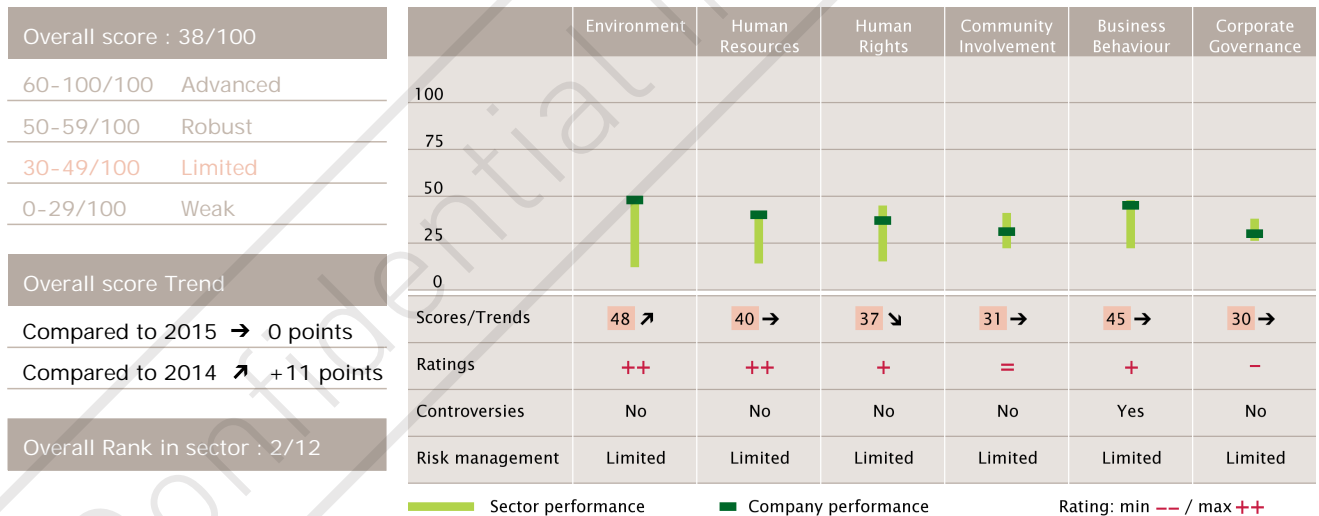 Overall score : 38/100
60-100/100 Advanced
50-59/100 Robust
30-49/100 Limited
0-29/100 Weak
Overall score Trend
Compared to 2015 ➔ 0 points
Compared to 2014 ↗ +11 points
Overall Rank in sector : 2/12
Environment Human Resources Human Rights Community Involvement Business Behaviour Corporate Governance
100
75
50
25
0
Scores/Trends 48 ↗ 40 ➔ 37 ↘ 31 ➔ 45 ➔ 30 ➔
Ratings ++ ++ + = + −
Controversies No No No No Yes No
Risk management Limited Limited Limited Limited Limited Limited
Sector performance Company performance Rating: min −− / max ++
Confidential